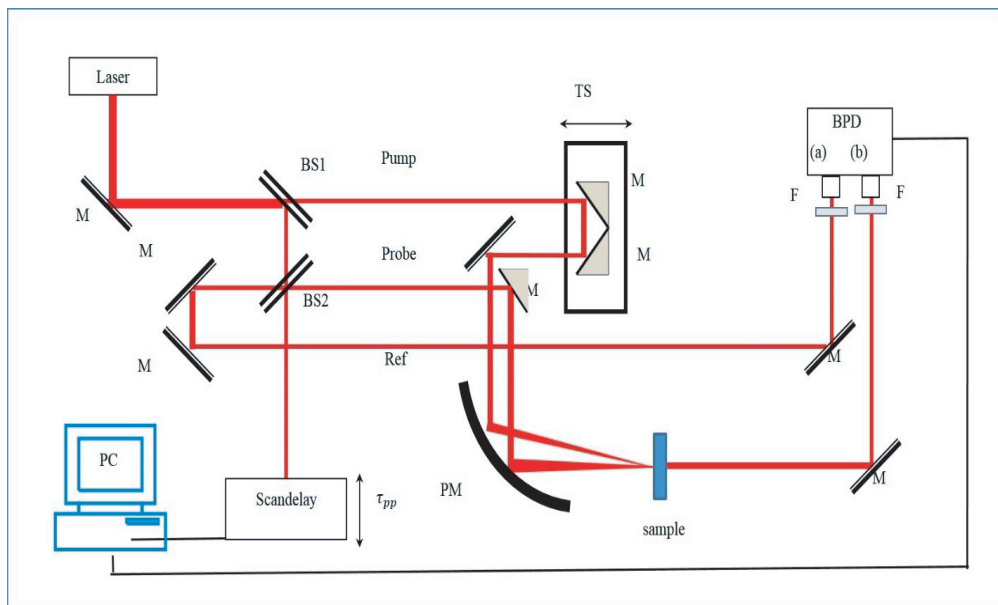 Laser
TS
BPD
(a) (b)
BS1
Pump
M
M
F
F
M
M
Probe
M
BS2
M
M
Ref
M
PC
Scandelay
τpp
PM
M
sample